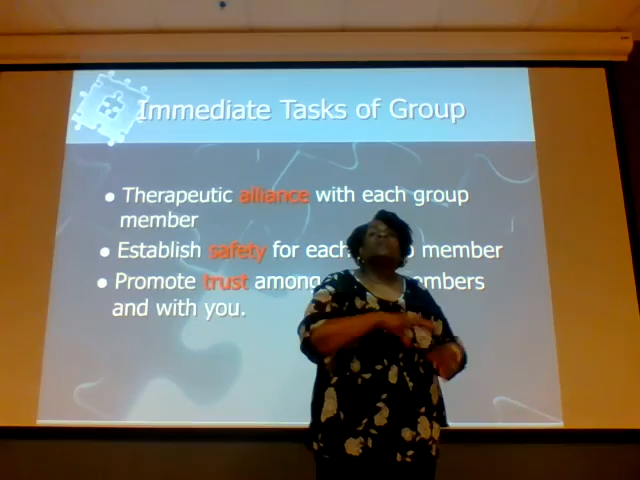 Immediate Tasks of Group
• Therapeutic alliance with each group
member
• Establish safety for each member
• Promote trust among
and with you.